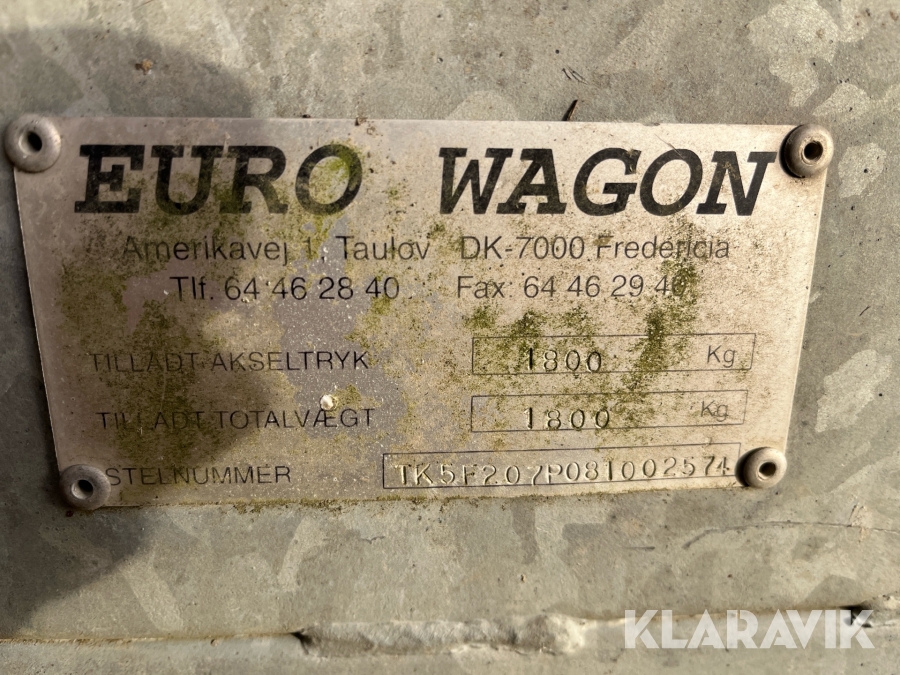 EURO WAGON
Amerikavej 1, Taulov DK-7000 Fredericia
Tlf. 64 46 28 40 Fax 64 46 29 40
TILLADT AKSELTRYK 1800 Kg
TILLADT TOTALVÆGT 1800 Kg
STELNUMMER TK5F207P081002574
KLARAVIK